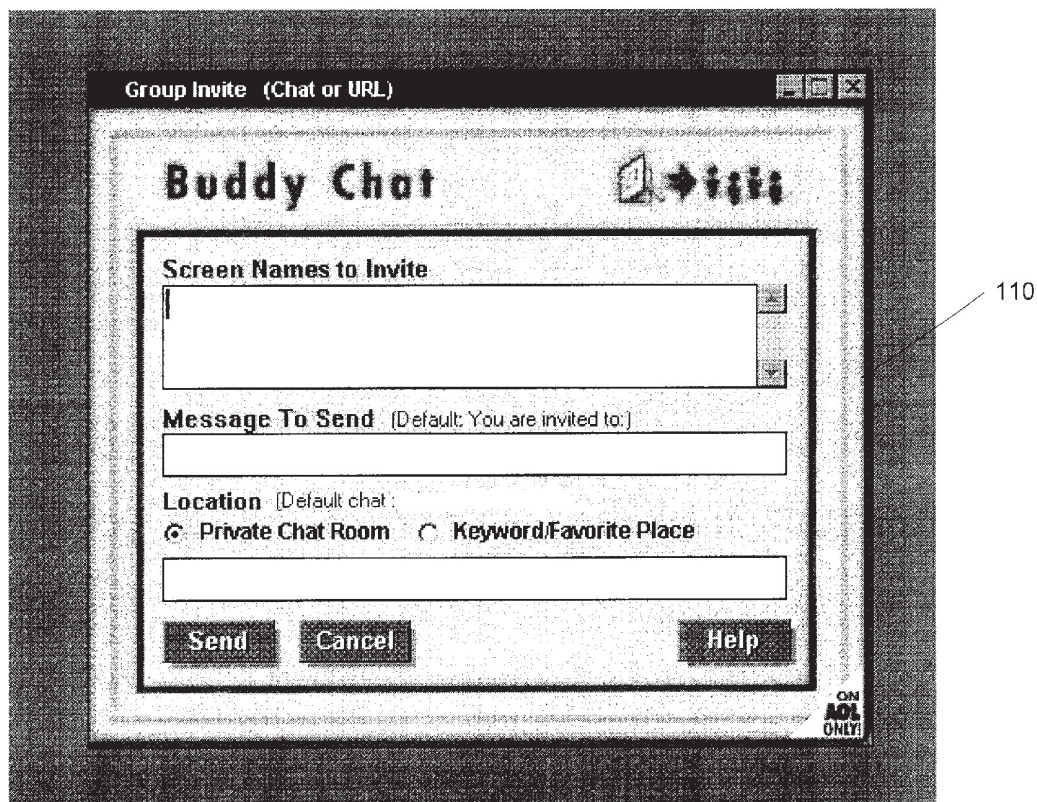 Group Invite (Chat or URL)
Buddy Chat
Screen Names to Invite
110
Message To Send (Default: You are invited to:)
Location (Default chat :
Private Chat Room Keyword/Favorite Place
Send Cancel Help
ON
AOL
ONLY!